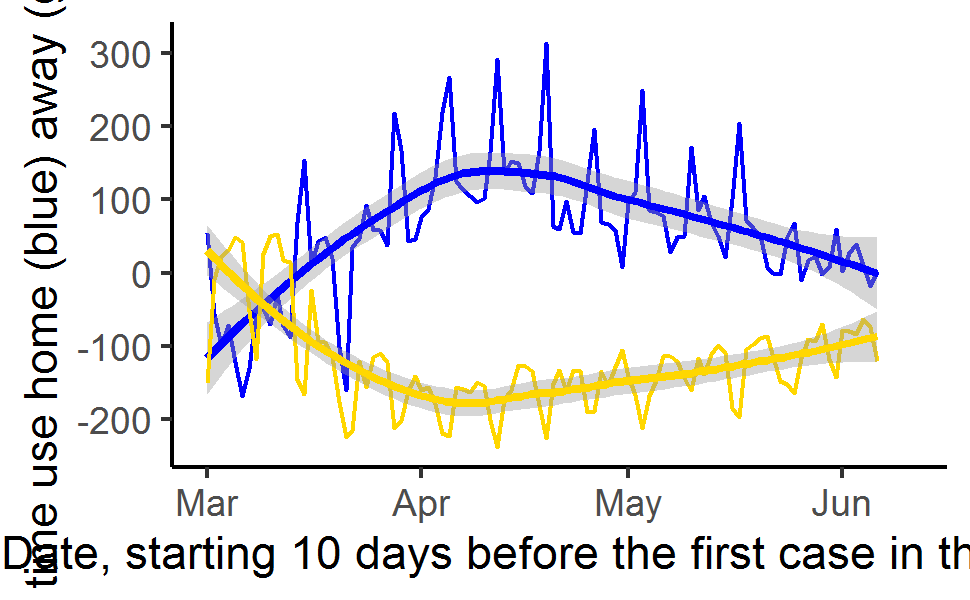 time use home (blue) away (g
300
200
100
0
-100
-200
Mar Apr May Jun
Date, starting 10 days before the first case in th